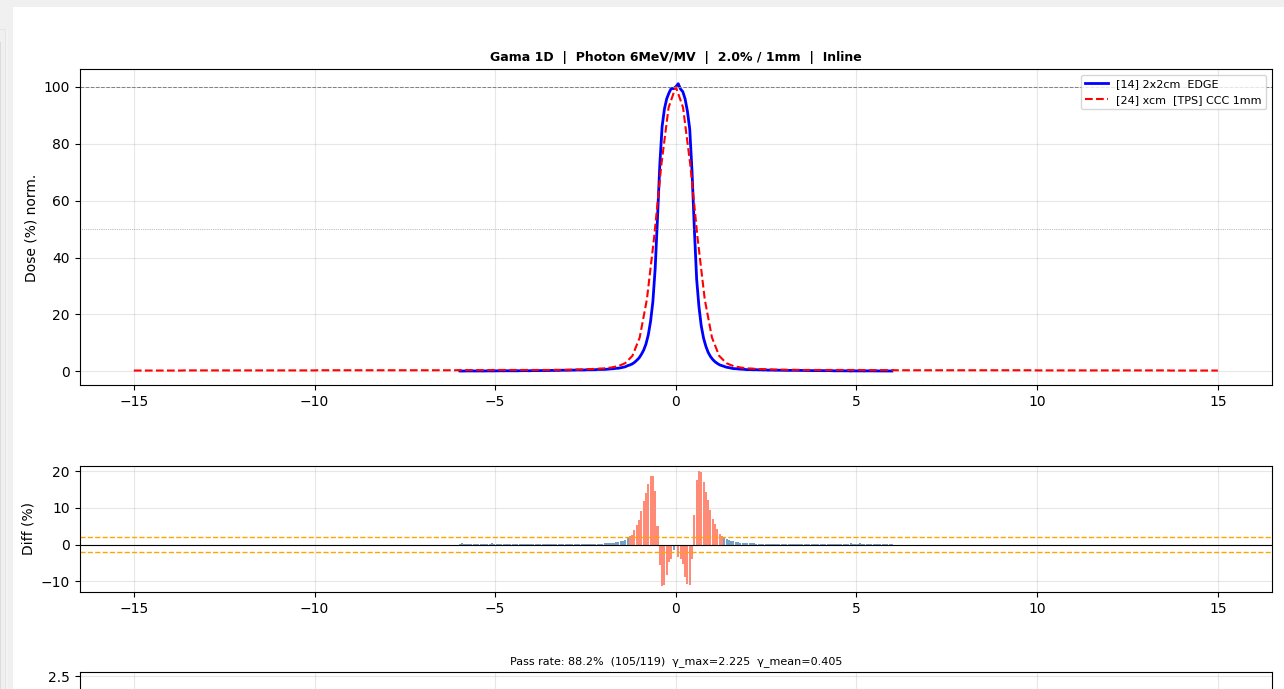 Gama 1D | Photon 6MeV/MV | 2.0% / 1mm | Inline
[14] 2x2cm EDGE
[24] xcm [TPS] CCC 1mm
Dose (%) norm.
100
80
60
40
20
0
−15 −10 −5 0 5 10 15
Diff (%)
20
10
0
−10
−15 −10 −5 0 5 10 15
Pass rate: 88.2% (105/119) γ_max=2.225 γ_mean=0.405
2.5